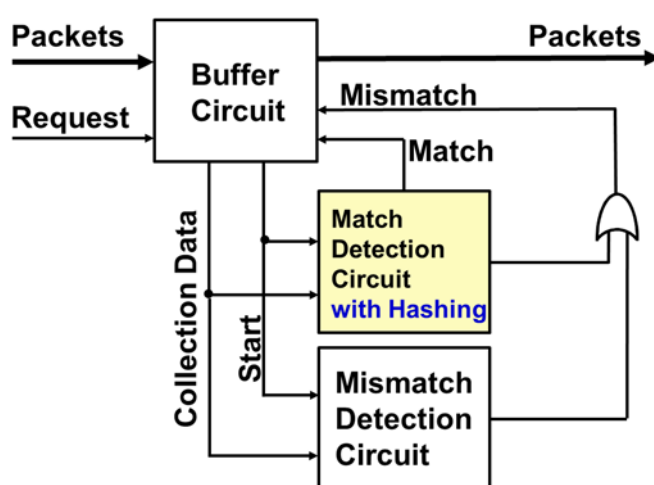 Packets
Packets
Buffer
Circuit
Mismatch
Request
Match
Collection Data
Start
Match
Detection
Circuit
with Hashing
Mismatch
Detection
Circuit